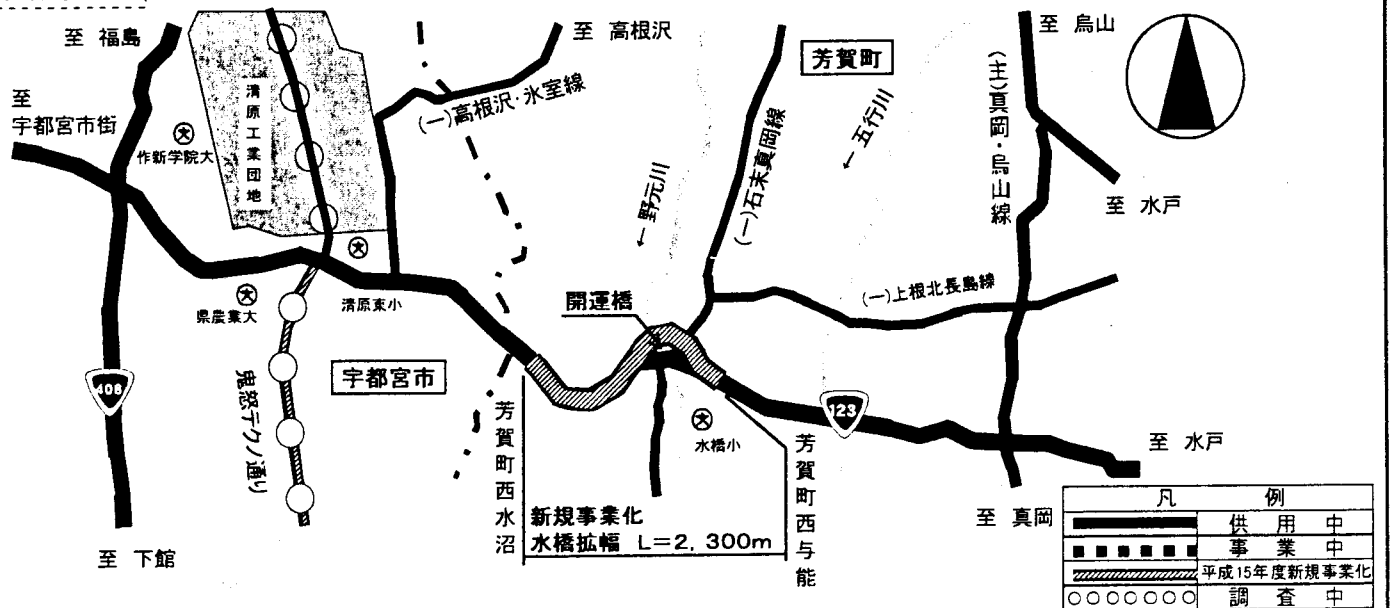 至 福島
至 高根沢
芳賀町
至 烏山
至
宇都宮市街
作新学院大
清原工業団地
(一)高根沢・氷室線
← 野元川
(一)石末真岡線
← 五行川
(主)真岡・烏山線
至 水戸
県農業大
清原東小
開運橋
(一)上根北長島線
宇都宮市
鬼怒テクノ通り
408
123
水橋小
芳賀町西水沼
芳賀町西与能
新規事業化
水橋拡幅 L=2,300m
至 水戸
至 真岡
至 下館
凡例
供用中
事業中
平成15年度新規事業化
調査中